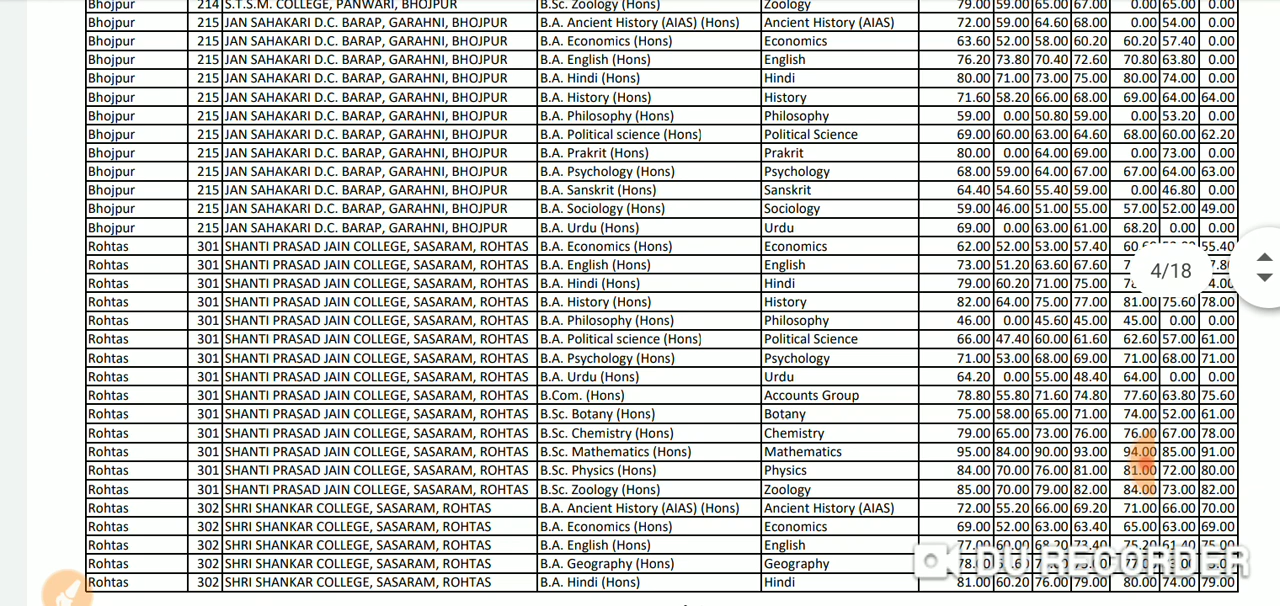 Bhojpur 214 S.T.S.M. COLLEGE, PANWARI, BHOJPUR B.Sc. Zoology (Hons) Zoology 79.00 59.00 65.00 67.00 0.00 65.00 0.00
Bhojpur 215 JAN SAHAKARI D.C. BARAP, GARAHNI, BHOJPUR B.A. Ancient History (AIAS) (Hons) Ancient History (AIAS) 72.00 59.00 64.60 68.00 0.00 54.00 0.00
Bhojpur 215 JAN SAHAKARI D.C. BARAP, GARAHNI, BHOJPUR B.A. Economics (Hons) Economics 63.60 52.00 58.00 60.20 60.20 57.40 0.00
Bhojpur 215 JAN SAHAKARI D.C. BARAP, GARAHNI, BHOJPUR B.A. English (Hons) English 76.20 73.80 70.40 72.60 70.80 63.80 0.00
Bhojpur 215 JAN SAHAKARI D.C. BARAP, GARAHNI, BHOJPUR B.A. Hindi (Hons) Hindi 80.00 71.00 73.00 75.00 80.00 74.00 0.00
Bhojpur 215 JAN SAHAKARI D.C. BARAP, GARAHNI, BHOJPUR B.A. History (Hons) History 71.60 58.20 66.00 68.00 69.00 64.00 64.00
Bhojpur 215 JAN SAHAKARI D.C. BARAP, GARAHNI, BHOJPUR B.A. Philosophy (Hons) Philosophy 59.00 0.00 50.80 59.00 0.00 53.20 0.00
Bhojpur 215 JAN SAHAKARI D.C. BARAP, GARAHNI, BHOJPUR B.A. Political science (Hons) Political Science 69.00 60.00 63.00 64.60 68.00 60.00 62.20
Bhojpur 215 JAN SAHAKARI D.C. BARAP, GARAHNI, BHOJPUR B.A. Prakrit (Hons) Prakrit 80.00 0.00 64.00 69.00 0.00 73.00 0.00
Bhojpur 215 JAN SAHAKARI D.C. BARAP, GARAHNI, BHOJPUR B.A. Psychology (Hons) Psychology 68.00 59.00 64.00 67.00 67.00 64.00 63.00
Bhojpur 215 JAN SAHAKARI D.C. BARAP, GARAHNI, BHOJPUR B.A. Sanskrit (Hons) Sanskrit 64.40 54.60 55.40 59.00 0.00 46.80 0.00
Bhojpur 215 JAN SAHAKARI D.C. BARAP, GARAHNI, BHOJPUR B.A. Sociology (Hons) Sociology 59.00 46.00 51.00 55.00 57.00 52.00 49.00
Bhojpur 215 JAN SAHAKARI D.C. BARAP, GARAHNI, BHOJPUR B.A. Urdu (Hons) Urdu 69.00 0.00 63.00 61.00 68.20 0.00 0.00
Rohtas 301 SHANTI PRASAD JAIN COLLEGE, SASARAM, ROHTAS B.A. Economics (Hons) Economics 62.00 52.00 53.00 57.40 55.40
Rohtas 301 SHANTI PRASAD JAIN COLLEGE, SASARAM, ROHTAS B.A. English (Hons) English 73.00 51.20 63.60 67.60
4/18
Rohtas 301 SHANTI PRASAD JAIN COLLEGE, SASARAM, ROHTAS B.A. Hindi (Hons) Hindi 79.00 60.20 71.00 75.00
Rohtas 301 SHANTI PRASAD JAIN COLLEGE, SASARAM, ROHTAS B.A. History (Hons) History 82.00 64.00 75.00 77.00 81.00 75.60 78.00
Rohtas 301 SHANTI PRASAD JAIN COLLEGE, SASARAM, ROHTAS B.A. Philosophy (Hons) Philosophy 46.00 0.00 45.60 45.00 45.00 0.00 0.00
Rohtas 301 SHANTI PRASAD JAIN COLLEGE, SASARAM, ROHTAS B.A. Political science (Hons) Political Science 66.00 47.40 60.00 61.60 62.60 57.00 61.00
Rohtas 301 SHANTI PRASAD JAIN COLLEGE, SASARAM, ROHTAS B.A. Psychology (Hons) Psychology 71.00 53.00 68.00 69.00 71.00 68.00 71.00
Rohtas 301 SHANTI PRASAD JAIN COLLEGE, SASARAM, ROHTAS B.A. Urdu (Hons) Urdu 64.20 0.00 55.00 48.40 64.00 0.00 0.00
Rohtas 301 SHANTI PRASAD JAIN COLLEGE, SASARAM, ROHTAS B.Com. (Hons) Accounts Group 78.80 55.80 71.60 74.80 77.60 63.80 75.60
Rohtas 301 SHANTI PRASAD JAIN COLLEGE, SASARAM, ROHTAS B.Sc. Botany (Hons) Botany 75.00 58.00 65.00 71.00 74.00 52.00 61.00
Rohtas 301 SHANTI PRASAD JAIN COLLEGE, SASARAM, ROHTAS B.Sc. Chemistry (Hons) Chemistry 79.00 65.00 73.00 76.00 76.00 67.00 78.00
Rohtas 301 SHANTI PRASAD JAIN COLLEGE, SASARAM, ROHTAS B.Sc. Mathematics (Hons) Mathematics 95.00 84.00 90.00 93.00 94.00 85.00 91.00
Rohtas 301 SHANTI PRASAD JAIN COLLEGE, SASARAM, ROHTAS B.Sc. Physics (Hons) Physics 84.00 70.00 76.00 81.00 81.00 72.00 80.00
Rohtas 301 SHANTI PRASAD JAIN COLLEGE, SASARAM, ROHTAS B.Sc. Zoology (Hons) Zoology 85.00 70.00 79.00 82.00 84.00 73.00 82.00
Rohtas 302 SHRI SHANKAR COLLEGE, SASARAM, ROHTAS B.A. Ancient History (AIAS) (Hons) Ancient History (AIAS) 72.00 55.20 66.00 69.20 71.00 66.00 70.00
Rohtas 302 SHRI SHANKAR COLLEGE, SASARAM, ROHTAS B.A. Economics (Hons) Economics 69.00 52.00 63.00 63.40 65.00 63.00 69.00
Rohtas 302 SHRI SHANKAR COLLEGE, SASARAM, ROHTAS B.A. English (Hons) English 77.00 60.00 68.20 73.40 75.20 61.40 75.00
DU RECORDER
Rohtas 302 SHRI SHANKAR COLLEGE, SASARAM, ROHTAS B.A. Geography (Hons) Geography
Rohtas 302 SHRI SHANKAR COLLEGE, SASARAM, ROHTAS B.A. Hindi (Hons) Hindi 81.00 60.20 76.00 79.00 80.00 74.00 79.00